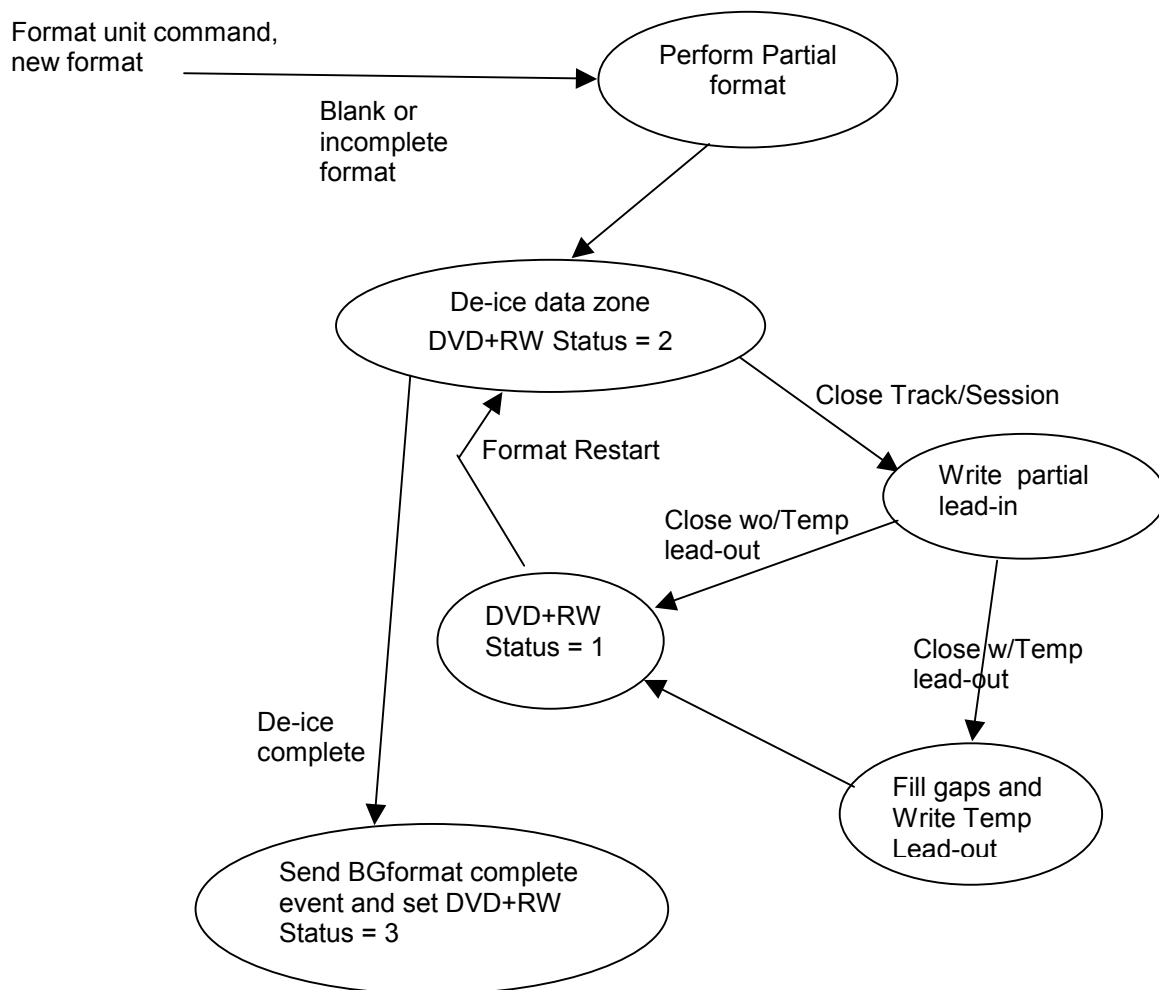 Format unit command,
new format
Perform Partial
format
Blank or
incomplete
format
De-ice data zone
DVD+RW Status = 2
Close Track/Session
Format Restart
Write partial
lead-in
Close wo/Temp
lead-out
DVD+RW
Status = 1
Close w/Temp
lead-out
De-ice
complete
Fill gaps and
Write Temp
Lead-out
Send BGformat complete
event and set DVD+RW
Status = 3